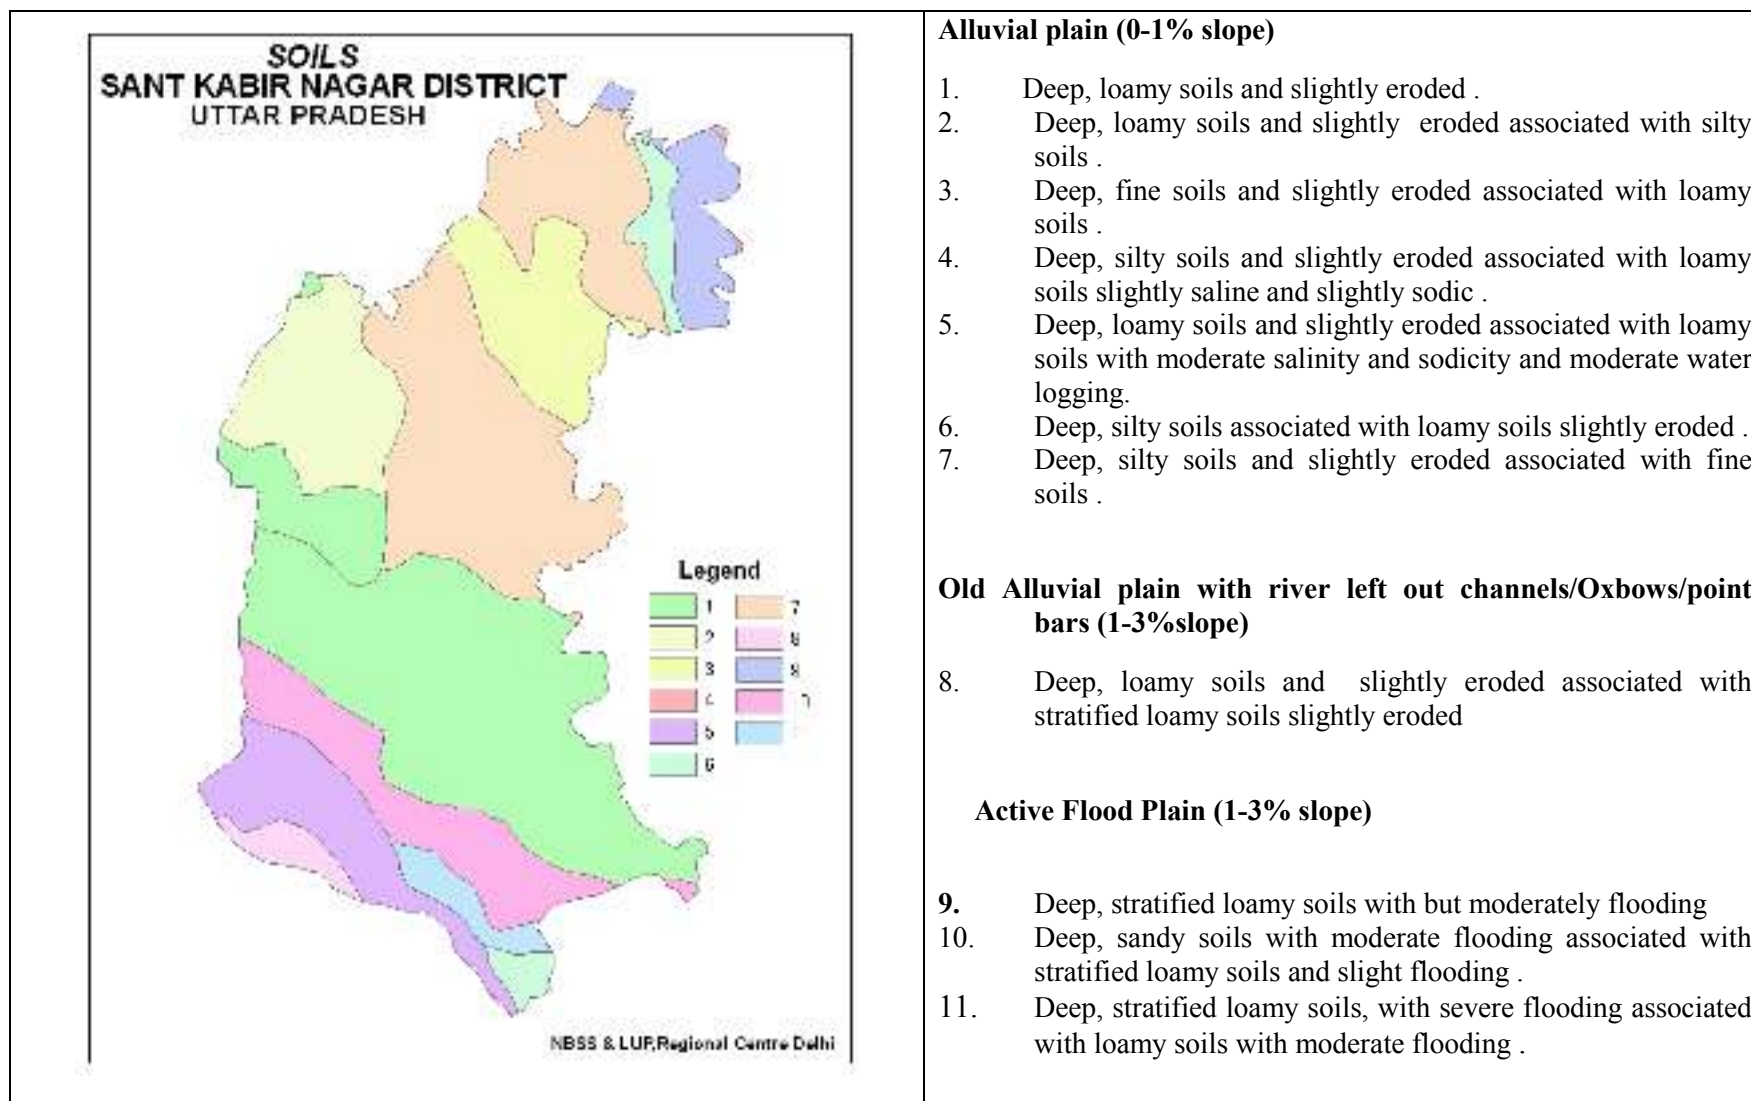 SOILS
SANT KABIR NAGAR DISTRICT
UTTAR PRADESH
Legend
1
2
3
4
5
6
7
8
NBSS & LUP,Regional Centre Delhi
Alluvial plain (0-1% slope)
1. Deep, loamy soils and slightly eroded .
2. Deep, loamy soils and slightly eroded associated with silty
soils .
3. Deep, fine soils and slightly eroded associated with loamy
soils .
4. Deep, silty soils and slightly eroded associated with loamy
soils slightly saline and slightly sodic .
5. Deep, loamy soils and slightly eroded associated with loamy
soils with moderate salinity and sodicity and moderate water
logging.
6. Deep, silty soils associated with loamy soils slightly eroded .
7. Deep, silty soils and slightly eroded associated with fine
soils .
Old Alluvial plain with river left out channels/Oxbows/point
bars (1-3%slope)
8. Deep, loamy soils and slightly eroded associated with
stratified loamy soils slightly eroded
Active Flood Plain (1-3% slope)
9. Deep, stratified loamy soils with but moderately flooding
10. Deep, sandy soils with moderate flooding associated with
stratified loamy soils and slight flooding .
11. Deep, stratified loamy soils, with severe flooding associated
with loamy soils with moderate flooding .